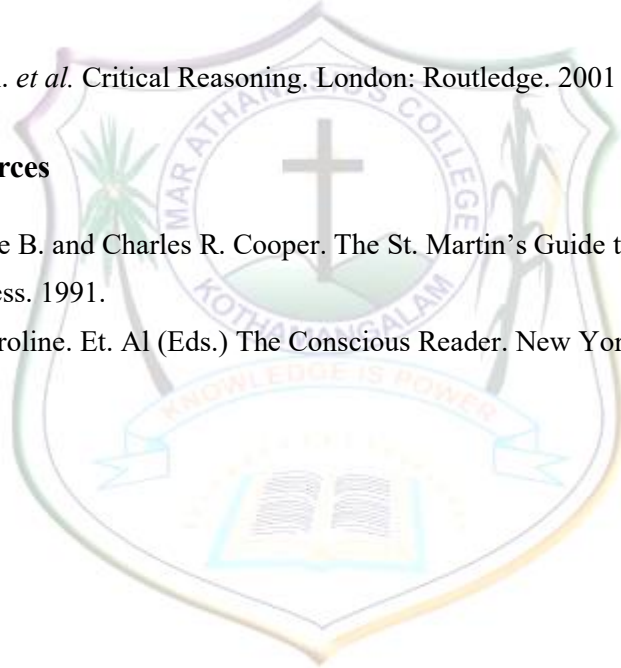 . et al. Critical Reasoning. London: Routledge. 2001
rces
e B. and Charles R. Cooper. The St. Martin's Guide t
ess. 1991.
roline. Et. Al (Eds.) The Conscious Reader. New Yor
MAR ATHANASIUS COLLEGE
KOTHAMANGALAM
KNOWLEDGE IS POWER